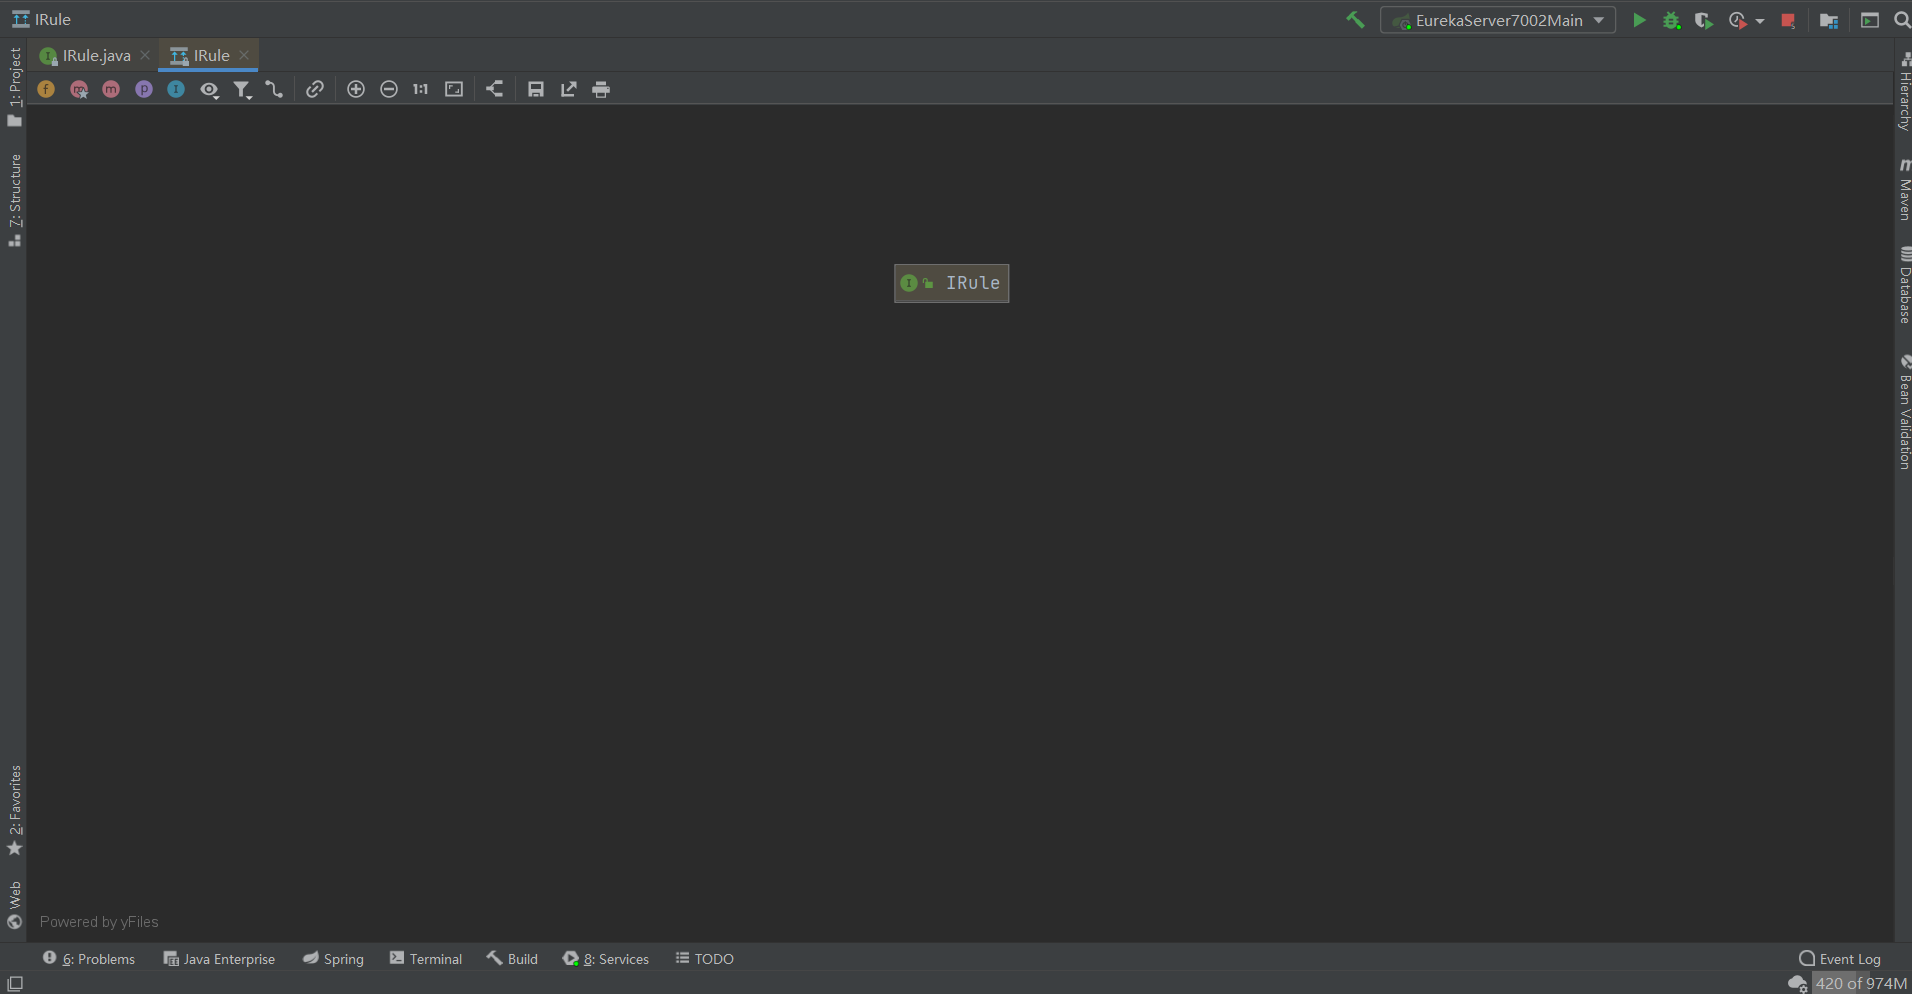 IRule
EurekaServer7002Main
IRule.java
IRule
f
m
m
p
I
1:1
1: Project
7: Structure
Hierarchy
Maven
Database
Bean Validation
I IRule
2: Favorites
Web
Powered by yFiles
6: Problems
Java Enterprise
Spring
Terminal
Build
8: Services
TODO
Event Log
420 of 974M